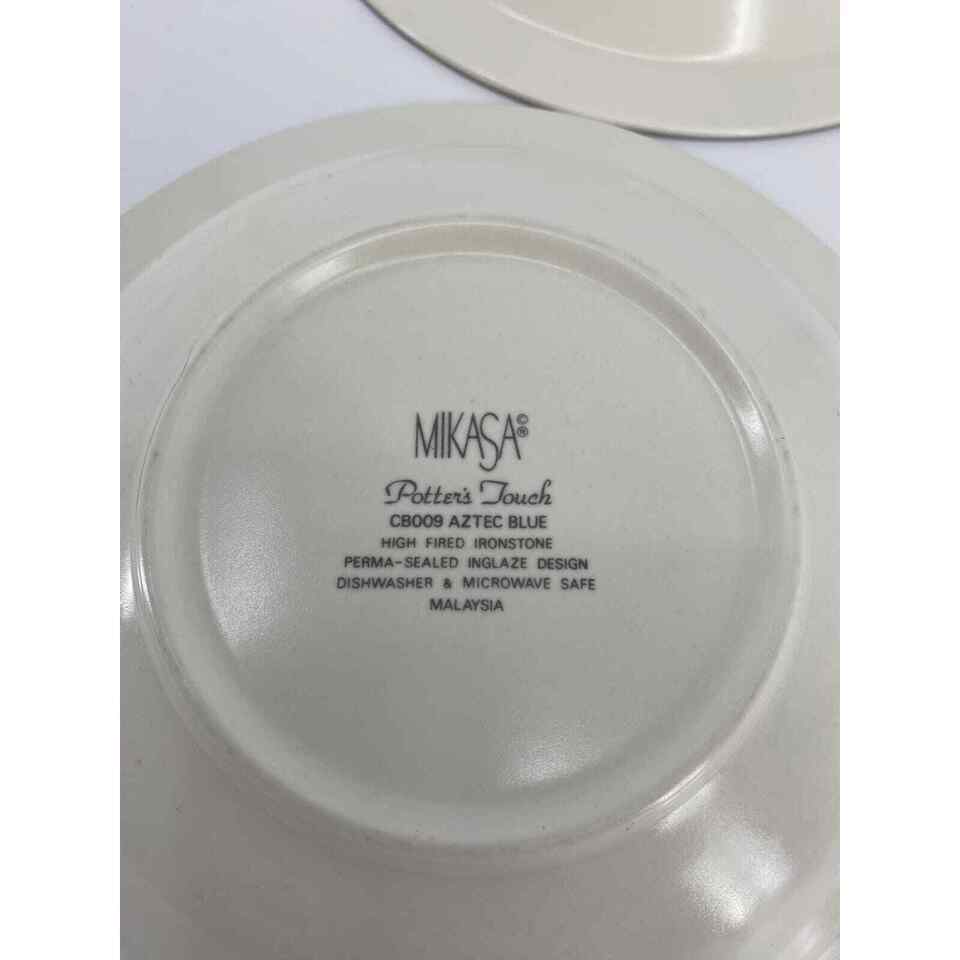 MIKASA©®
Potter's Touch
CB009 AZTEC BLUE
HIGH FIRED IRONSTONE
PERMA-SEALED INGLAZE DESIGN
DISHWASHER & MICROWAVE SAFE
MALAYSIA